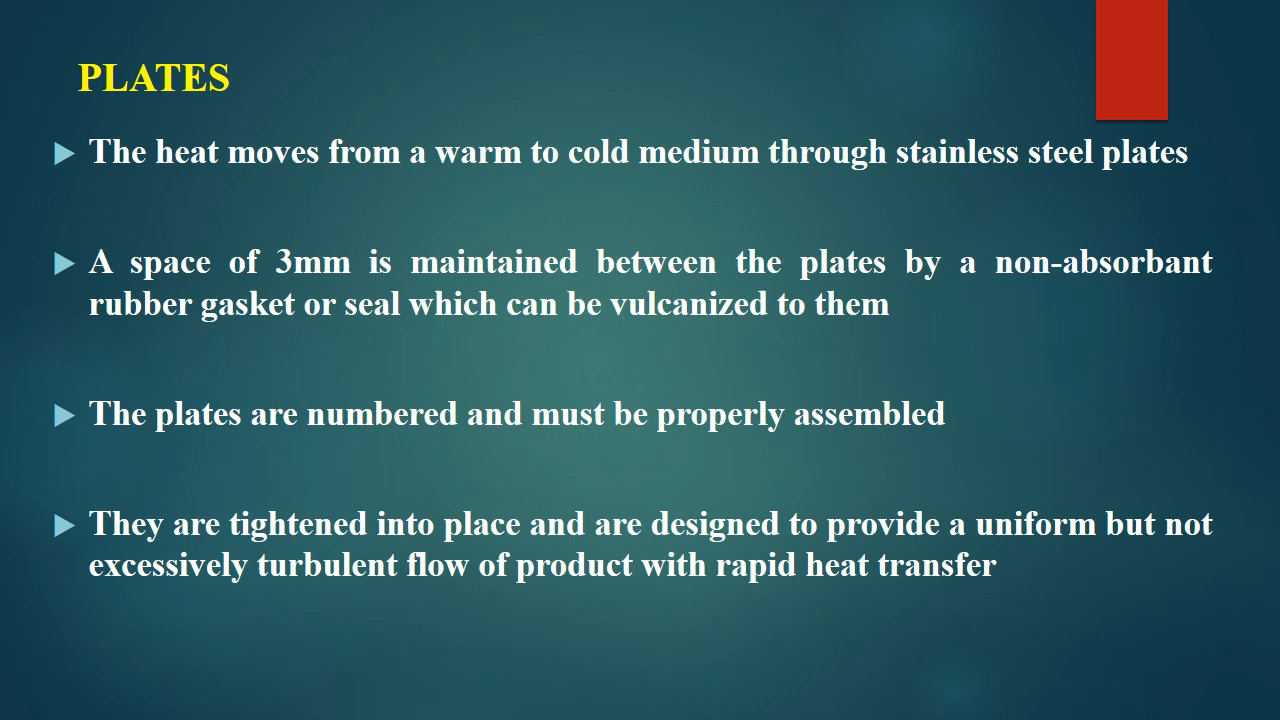 PLATES
The heat moves from a warm to cold medium through stainless steel plates
A space of 3mm is maintained between the plates by a non-absorbant
rubber gasket or seal which can be vulcanized to them
The plates are numbered and must be properly assembled
They are tightened into place and are designed to provide a uniform but not
excessively turbulent flow of product with rapid heat transfer